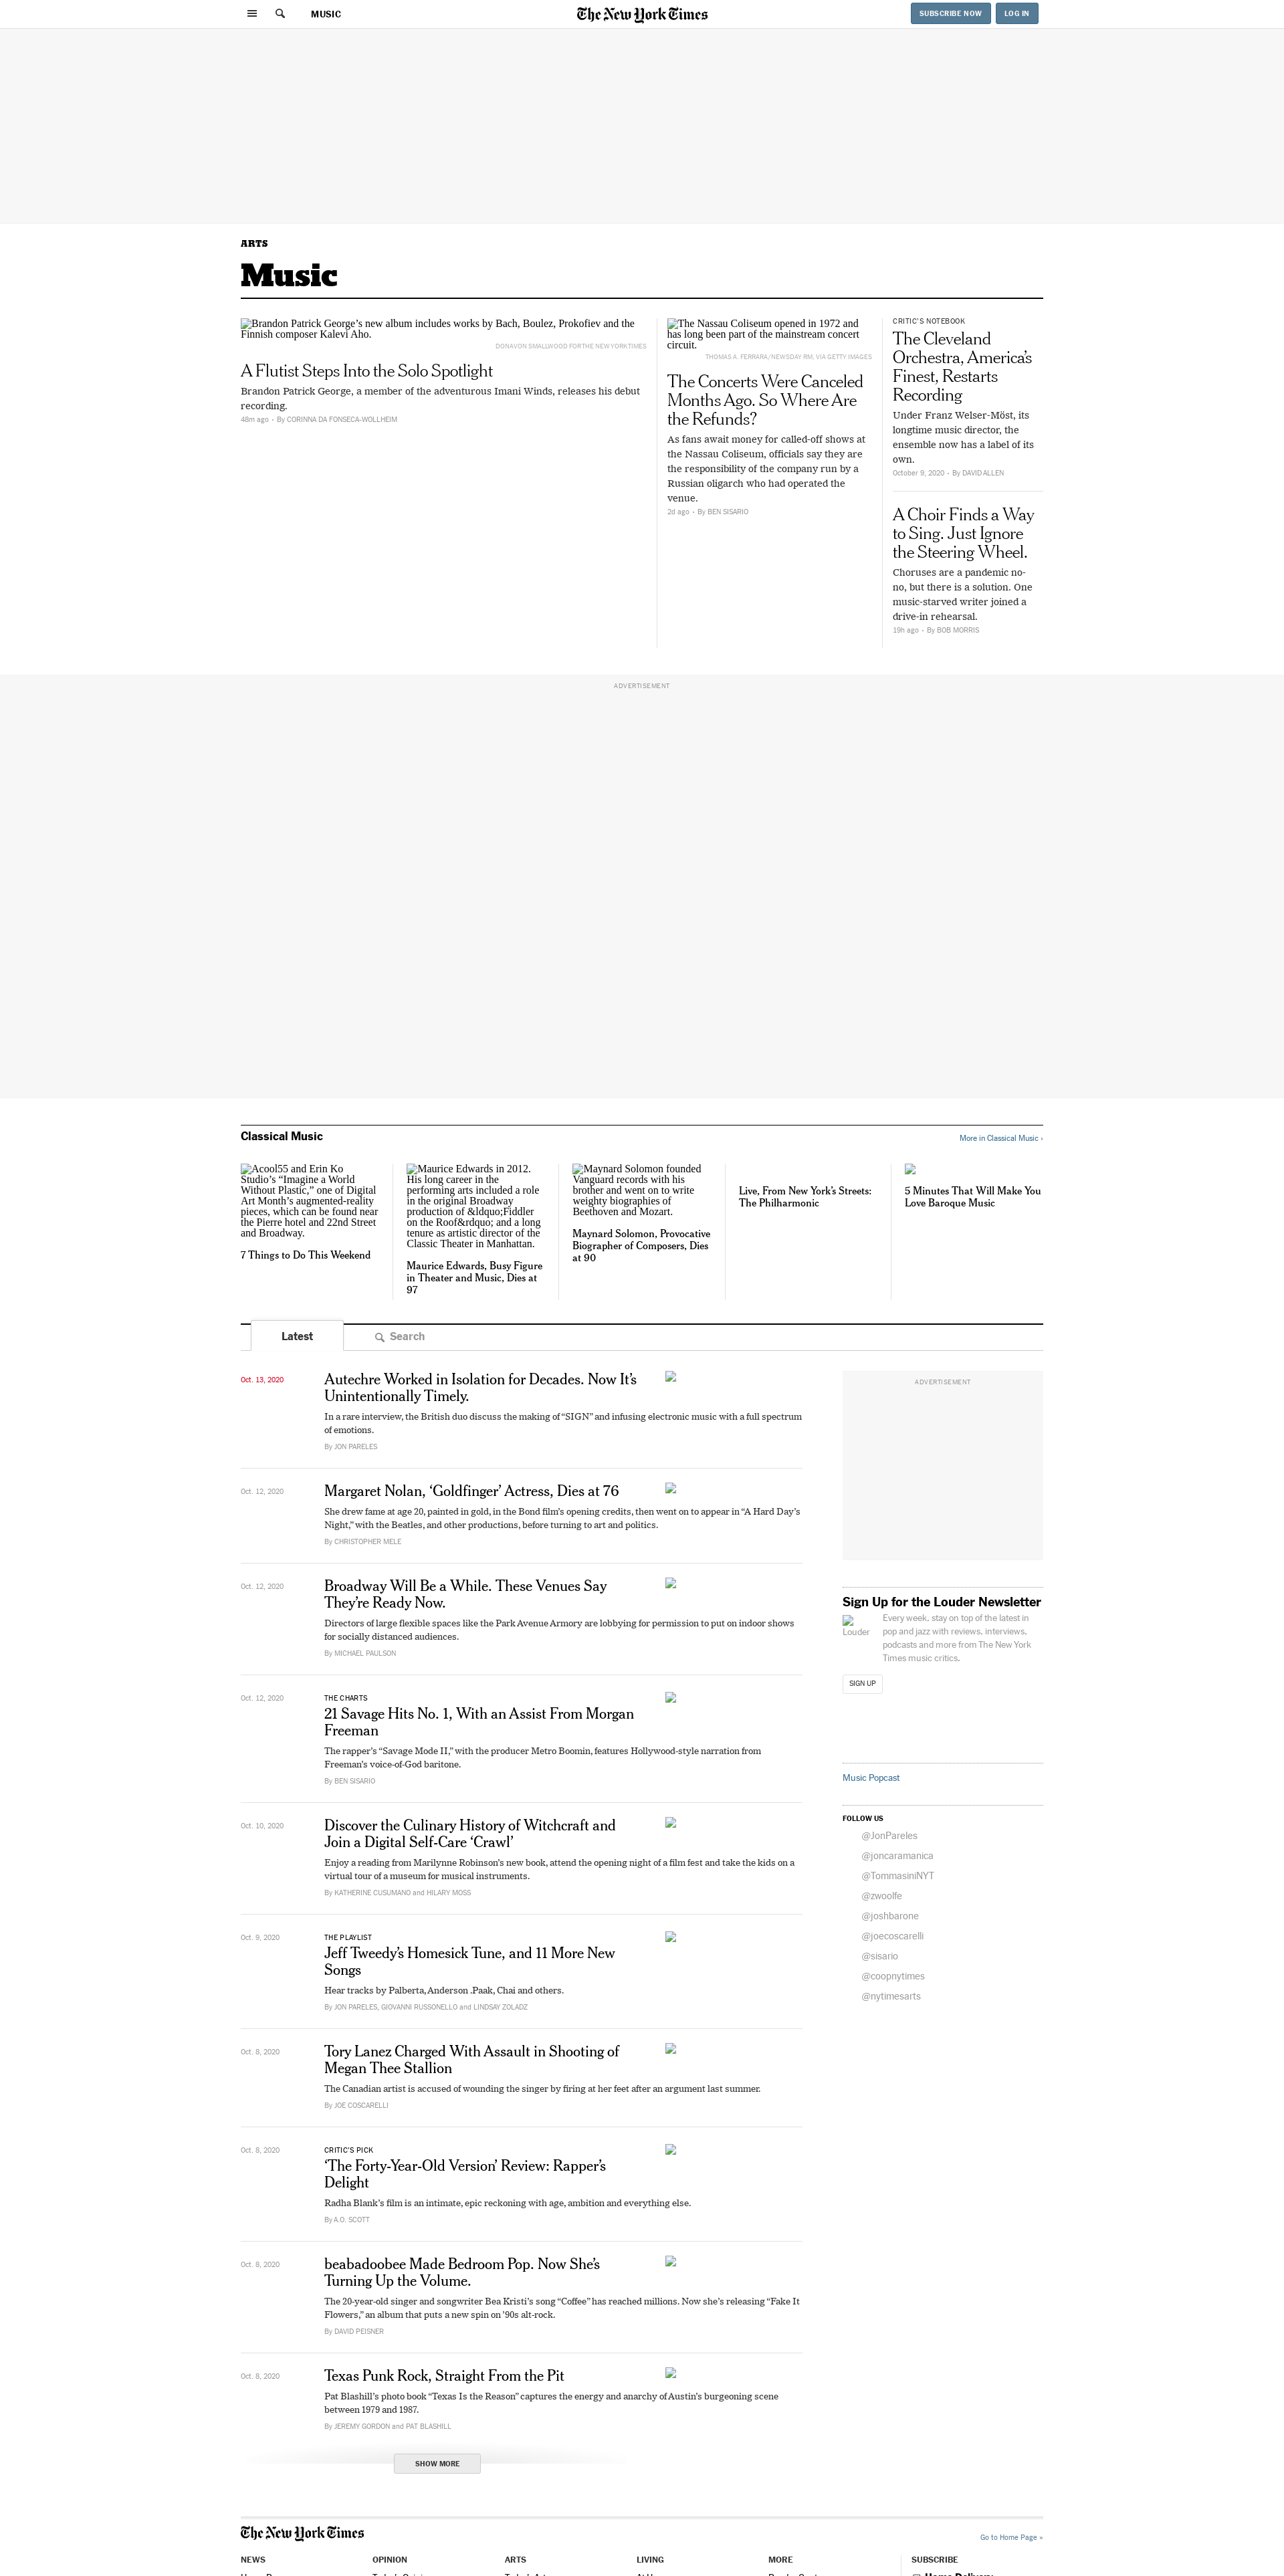 MUSIC
The New York Times
SUBSCRIBE NOW
LOG IN
ARTS
Music
Brandon Patrick George’s new album includes works by Bach, Boulez, Prokofiev and the
Finnish composer Kalevi Aho.
DONAVON SMALLWOOD FOR THE NEW YORK TIMES
A Flutist Steps Into the Solo Spotlight
Brandon Patrick George, a member of the adventurous Imani Winds, releases his debut
recording.
48m ago • By CORINNA DA FONSECA-WOLLHEIM
The Nassau Coliseum opened in 1972 and
has long been part of the mainstream concert
circuit.
THOMAS A. FERRARA/NEWSDAY RM, VIA GETTY IMAGES
The Concerts Were Canceled
Months Ago. So Where Are
the Refunds?
As fans await money for called-off shows at
the Nassau Coliseum, officials say they are
the responsibility of the company run by a
Russian oligarch who had operated the
venue.
2d ago • By BEN SISARIO
CRITIC’S NOTEBOOK
The Cleveland
Orchestra, America’s
Finest, Restarts
Recording
Under Franz Welser-Möst, its
longtime music director, the
ensemble now has a label of its
own.
October 9, 2020 • By DAVID ALLEN
A Choir Finds a Way
to Sing. Just Ignore
the Steering Wheel.
Choruses are a pandemic no-
no, but there is a solution. One
music-starved writer joined a
drive-in rehearsal.
19h ago • By BOB MORRIS
ADVERTISEMENT
Classical Music
More in Classical Music ›
Acool55 and Erin Ko
Studio’s “Imagine a World
Without Plastic,” one of Digital
Art Month’s augmented-reality
pieces, which can be found near
the Pierre hotel and 22nd Street
and Broadway.
7 Things to Do This Weekend
Maurice Edwards in 2012.
His long career in the
performing arts included a role
in the original Broadway
production of &ldquo;Fiddler
on the Roof&rdquo; and a long
tenure as artistic director of the
Classic Theater in Manhattan.
Maurice Edwards, Busy Figure
in Theater and Music, Dies at
97
Maynard Solomon founded
Vanguard records with his
brother and went on to write
weighty biographies of
Beethoven and Mozart.
Maynard Solomon, Provocative
Biographer of Composers, Dies
at 90
Live, From New York’s Streets:
The Philharmonic
5 Minutes That Will Make You
Love Baroque Music
Latest
Search
Oct. 13, 2020
Autechre Worked in Isolation for Decades. Now It’s
Unintentionally Timely.
In a rare interview, the British duo discuss the making of “SIGN” and infusing electronic music with a full spectrum
of emotions.
By JON PARELES
Oct. 12, 2020
Margaret Nolan, ‘Goldfinger’ Actress, Dies at 76
She drew fame at age 20, painted in gold, in the Bond film’s opening credits, then went on to appear in “A Hard Day’s
Night,” with the Beatles, and other productions, before turning to art and politics.
By CHRISTOPHER MELE
Oct. 12, 2020
Broadway Will Be a While. These Venues Say
They’re Ready Now.
Directors of large flexible spaces like the Park Avenue Armory are lobbying for permission to put on indoor shows
for socially distanced audiences.
By MICHAEL PAULSON
Oct. 12, 2020
THE CHARTS
21 Savage Hits No. 1, With an Assist From Morgan
Freeman
The rapper’s “Savage Mode II,” with the producer Metro Boomin, features Hollywood-style narration from
Freeman’s voice-of-God baritone.
By BEN SISARIO
Oct. 10, 2020
Discover the Culinary History of Witchcraft and
Join a Digital Self-Care ‘Crawl’
Enjoy a reading from Marilynne Robinson’s new book, attend the opening night of a film fest and take the kids on a
virtual tour of a museum for musical instruments.
By KATHERINE CUSUMANO and HILARY MOSS
Oct. 9, 2020
THE PLAYLIST
Jeff Tweedy’s Homesick Tune, and 11 More New
Songs
Hear tracks by Palberta, Anderson .Paak, Chai and others.
By JON PARELES, GIOVANNI RUSSONELLO and LINDSAY ZOLADZ
Oct. 8, 2020
Tory Lanez Charged With Assault in Shooting of
Megan Thee Stallion
The Canadian artist is accused of wounding the singer by firing at her feet after an argument last summer.
By JOE COSCARELLI
Oct. 8, 2020
CRITIC’S PICK
‘The Forty-Year-Old Version’ Review: Rapper’s
Delight
Radha Blank’s film is an intimate, epic reckoning with age, ambition and everything else.
By A.O. SCOTT
Oct. 8, 2020
beabadoobee Made Bedroom Pop. Now She’s
Turning Up the Volume.
The 20-year-old singer and songwriter Bea Kristi’s song “Coffee” has reached millions. Now she’s releasing “Fake It
Flowers,” an album that puts a new spin on ’90s alt-rock.
By DAVID PEISNER
Oct. 8, 2020
Texas Punk Rock, Straight From the Pit
Pat Blashill’s photo book “Texas Is the Reason” captures the energy and anarchy of Austin’s burgeoning scene
between 1979 and 1987.
By JEREMY GORDON and PAT BLASHILL
SHOW MORE
ADVERTISEMENT
Sign Up for the Louder Newsletter
Louder
Every week, stay on top of the latest in
pop and jazz with reviews, interviews,
podcasts and more from The New York
Times music critics.
SIGN UP
Music Popcast
FOLLOW US
@JonPareles
@joncaramanica
@TommasiniNYT
@zwoolfe
@joshbarone
@joecoscarelli
@sisario
@coopnytimes
@nytimesarts
The New York Times
Go to Home Page »
NEWS
OPINION
ARTS
LIVING
MORE
SUBSCRIBE